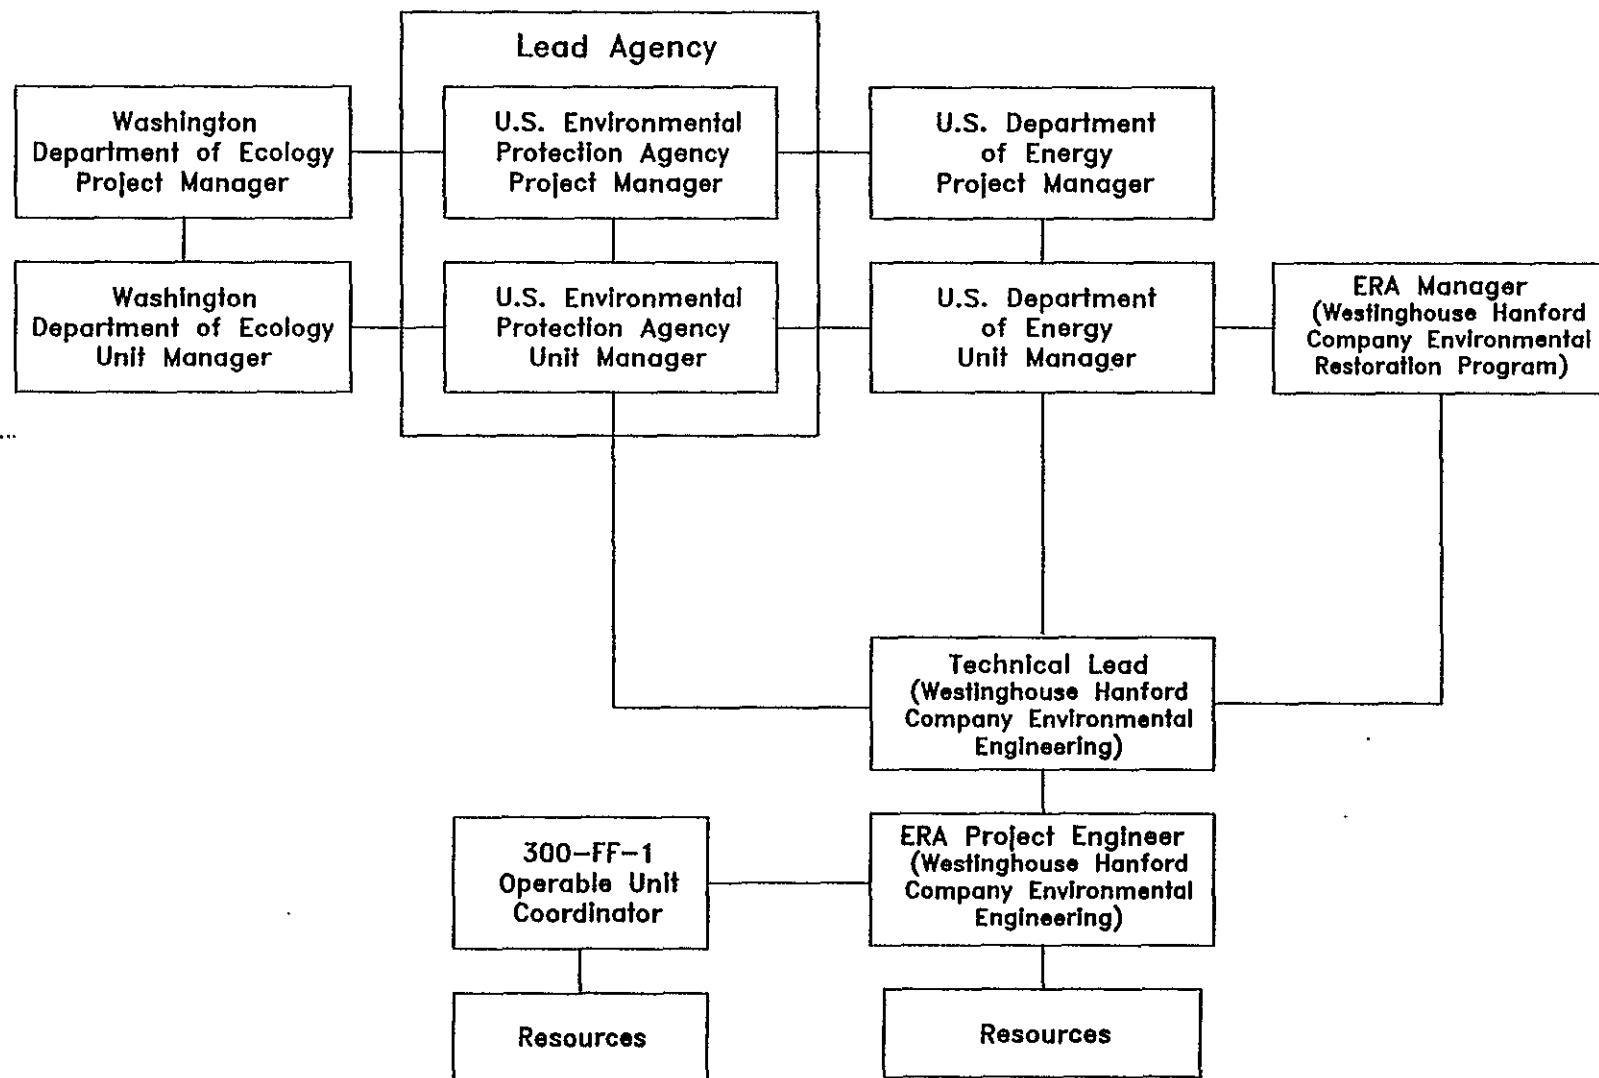 Lead Agency
Washington
Department of Ecology
Project Manager
U.S. Environmental
Protection Agency
Project Manager
U.S. Department
of Energy
Project Manager
Washington
Department of Ecology
Unit Manager
U.S. Environmental
Protection Agency
Unit Manager
U.S. Department
of Energy
Unit Manager
ERA Manager
(Westinghouse Hanford
Company Environmental
Restoration Program)
Technical Lead
(Westinghouse Hanford
Company Environmental
Engineering)
300-FF-1
Operable Unit
Coordinator
ERA Project Engineer
(Westinghouse Hanford
Company Environmental
Engineering)
Resources
Resources